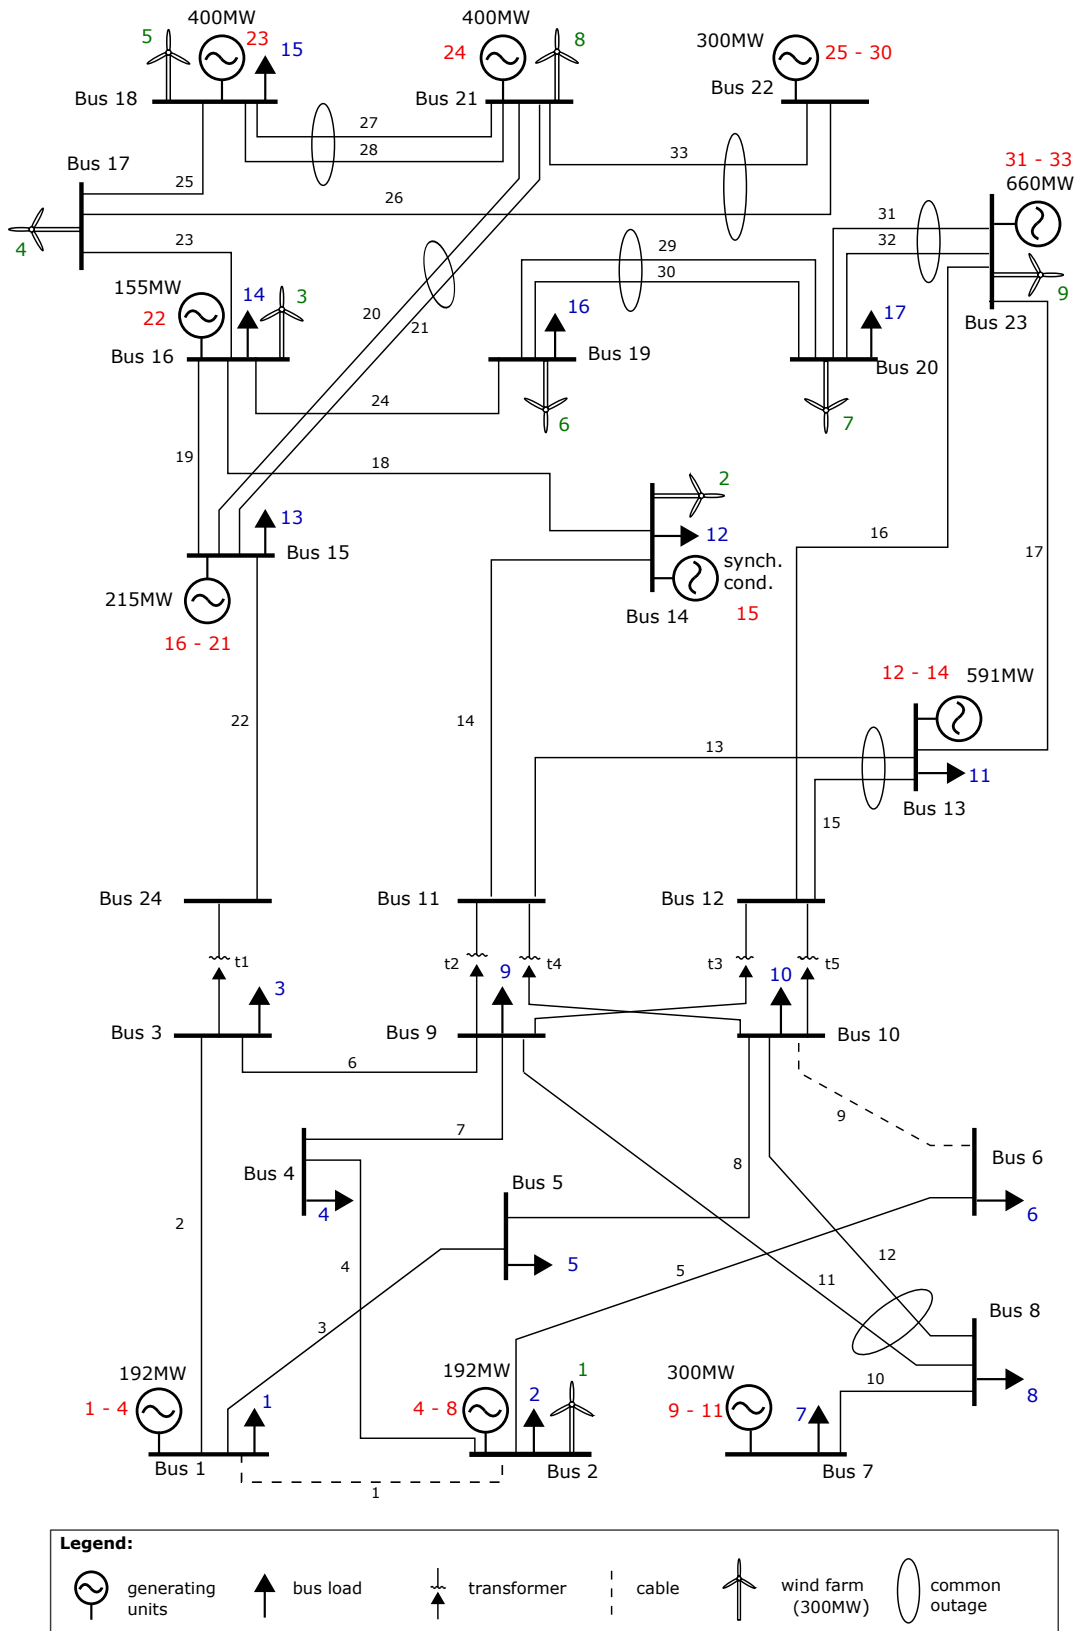 400MW
400MW
5
23
15
24
8
300MW
25 - 30
Bus 18
Bus 21
Bus 22
27
28
33
Bus 17
31 - 33
660MW
25
26
31
4
23
29
32
30
9
155MW
14
3
22
20
21
16
17
Bus 23
Bus 16
Bus 19
Bus 20
24
6
7
19
18
2
13
12
16
17
Bus 15
synch.
cond.
215MW
Bus 14
15
16 - 21
12 - 14
591MW
22
14
13
11
Bus 13
15
Bus 24
Bus 11
Bus 12
t1
t2
t4
t3
t5
3
9
10
Bus 3
Bus 9
Bus 10
6
9
7
8
Bus 6
Bus 4
Bus 5
4
6
2
5
12
4
5
11
3
Bus 8
192MW
192MW
1
300MW
10
1 - 4
1
4 - 8
2
9 - 11
7
8
Bus 1
Bus 2
Bus 7
1
Legend:
generating
units
bus load
transformer
cable
wind farm
(300MW)
common
outage